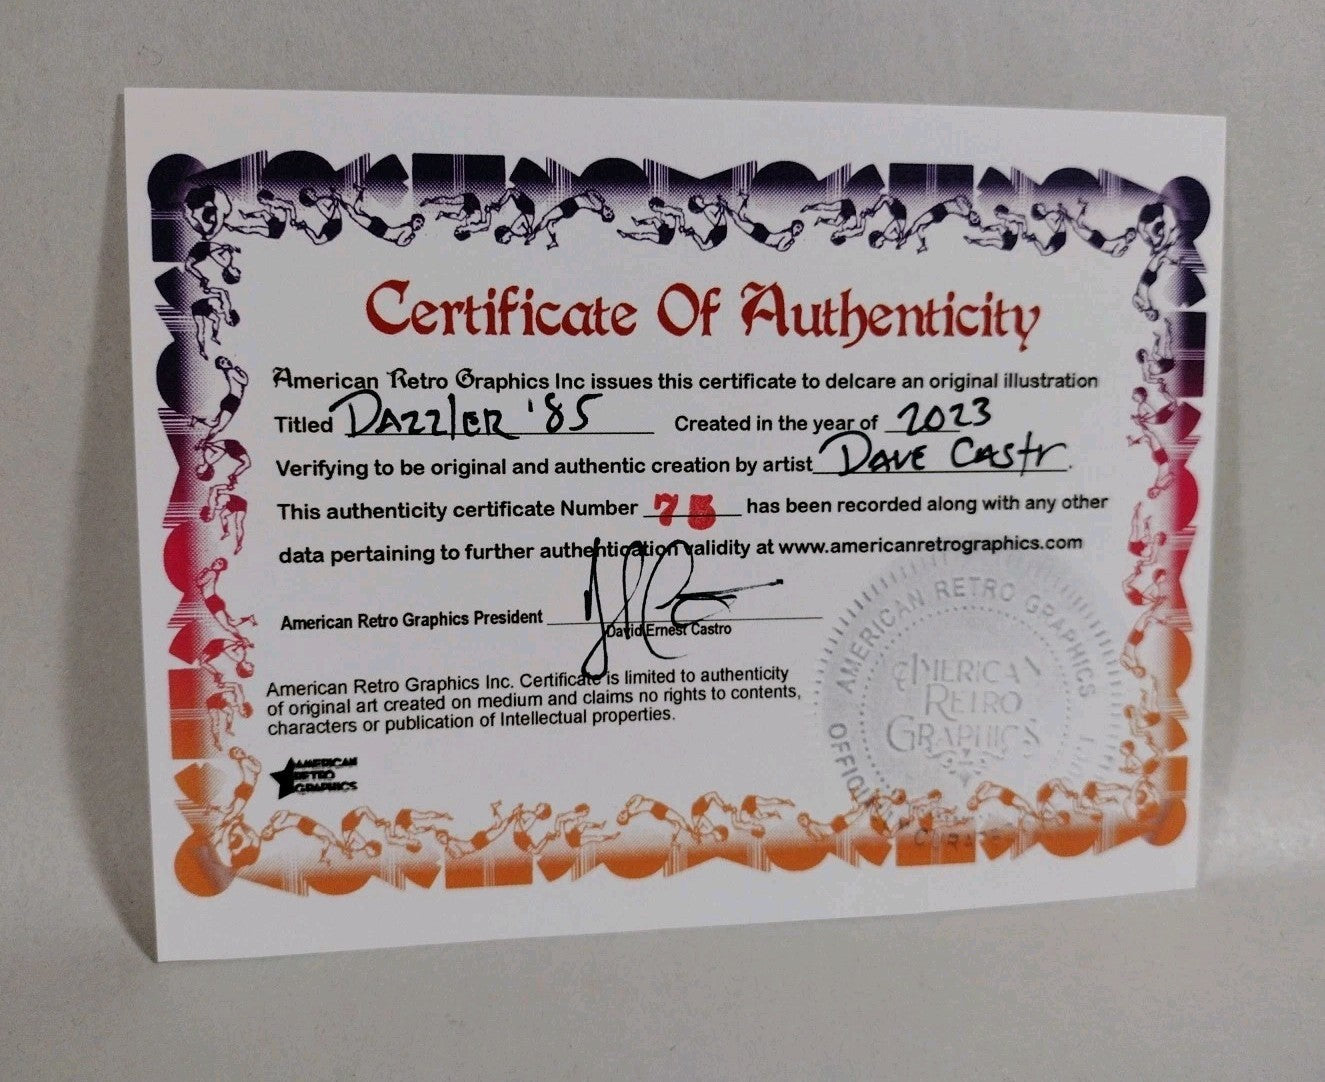 Certificate Of Authenticity
American Retro Graphics Inc issues this certificate to delcare an original illustration
Titled DAZZlER '85 Created in the year of 2023
Verifying to be original and authentic creation by artist DAVE CASTr.
This authenticity certificate Number 75 has been recorded along with any other
data pertaining to further authentication validity at www.americanretrographics.com
American Retro Graphics President
David Ernest Castro
American Retro Graphics Inc. Certificate is limited to authenticity
of original art created on medium and claims no rights to contents,
characters or publication of Intellectual properties.
AMERICAN
RETRO
GRAPHICS
AMERICAN RETRO GRAPHICS
AMERICAN
RETRO
GRAPHICS